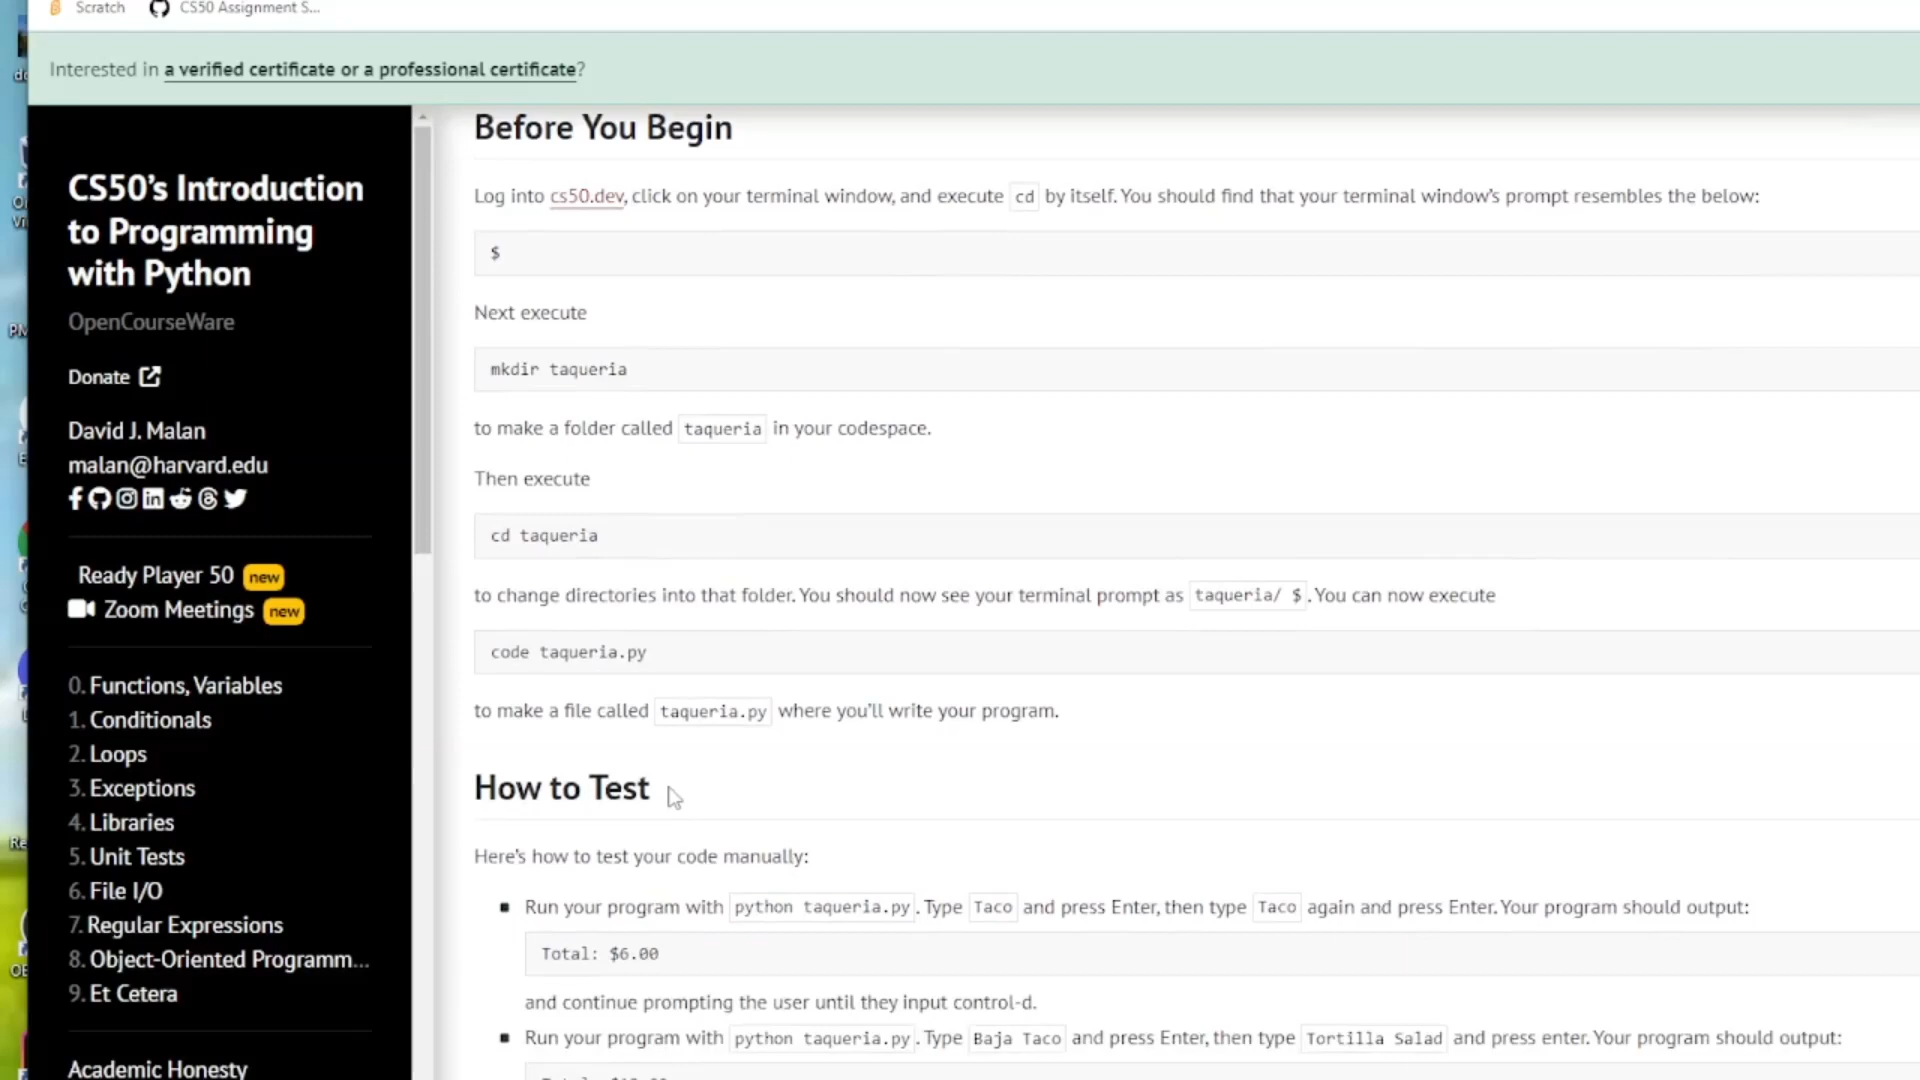 Scratch
CS50 Assignment S...
Interested in a verified certificate or a professional certificate?
CS50's Introduction
to Programming
with Python
OpenCourseWare
Donate
David J. Malan
malan@harvard.edu
Ready Player 50 new
Zoom Meetings new
0. Functions, Variables
1. Conditionals
2. Loops
3. Exceptions
4. Libraries
5. Unit Tests
6. File I/O
7. Regular Expressions
8. Object-Oriented Programm...
9. Et Cetera
Academic Honesty
Before You Begin
Log into cs50.dev, click on your terminal window, and execute cd by itself. You should find that your terminal window's prompt resembles the below:
$
Next execute
mkdir taqueria
to make a folder called taqueria in your codespace.
Then execute
cd taqueria
to change directories into that folder. You should now see your terminal prompt as taqueria/ $. You can now execute
code taqueria.py
to make a file called taqueria.py where you'll write your program.
How to Test
Here's how to test your code manually:
Run your program with python taqueria.py. Type Taco and press Enter, then type Taco again and press Enter. Your program should output:
Total: $6.00
and continue prompting the user until they input control-d.
Run your program with python taqueria.py. Type Baja Taco and press Enter, then type Tortilla Salad and press enter. Your program should output: